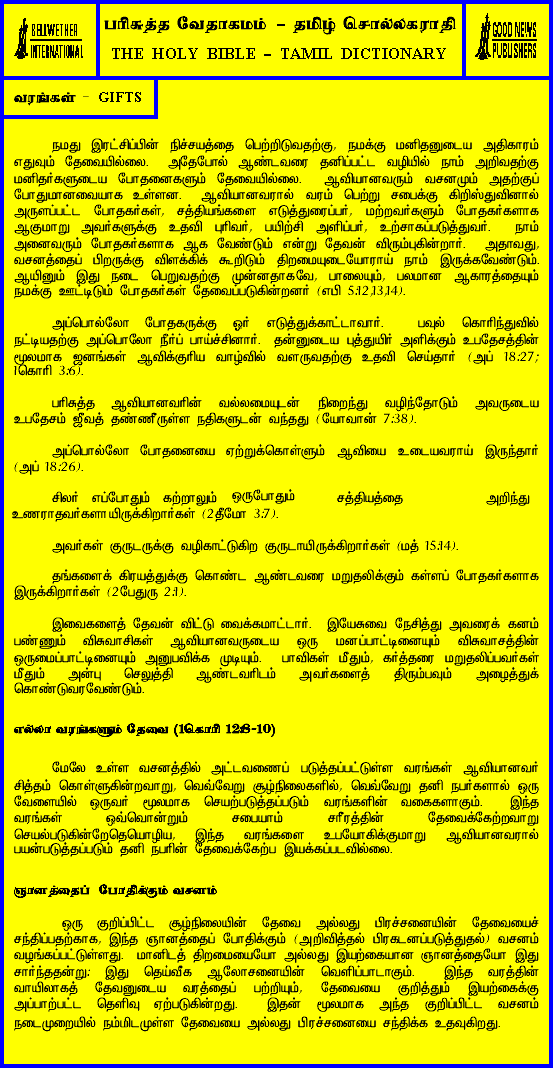 BELLWETHER
INTERNATIONAL
பரிசுத்த வேதாகமம் – தமிழ் சொல்லகராதி
THE HOLY BIBLE – TAMIL DICTIONARY
GOOD NEWS
PUBLISHERS
வரங்கள் – GIFTS
நமது இரட்சிப்பின் நிச்சயத்தை பெற்றிடுவதற்கு, நமக்கு மனிதனுடைய அதிகாரம்
எதுவும் தேவையில்லை. அதேபோல் ஆண்டவரை தனிப்பட்ட வழியில் நாம் அறிவதற்கு
மனிதர்களுடைய போதனைகளும் தேவையில்லை. ஆவியானவரும் வசனமும் அதற்குப்
போதுமானவையாக உள்ளன. ஆவியானவரால் வரம் பெற்று சபைக்கு கிறிஸ்துவினால்
அருளப்பட்ட போதகர்கள், சத்தியங்களை எடுத்துரைப்பர், மற்றவர்களும் போதகர்களாக
ஆகுமாறு அவர்களுக்கு உதவி புரிவர், பயிற்சி அளிப்பர், உற்சாகப்படுத்துவர். நாம்
அனைவரும் போதகர்களாக ஆக வேண்டும் என்று தேவன் விரும்புகின்றார். அதாவது,
வசனத்தைப் பிறருக்கு விளக்கிக் கூறிடும் திறமையுடையோராய் நாம் இருக்கவேண்டும்.
ஆயினும் இது நடை பெறுவதற்கு முன்னதாகவே, பாலையும், பலமான ஆகாரத்தையும்
நமக்கு ஊட்டிடும் போதகர்கள் தேவைப்படுகின்றனர் (எபி 5:12,13,14).
அப்பொல்லோ போதகருக்கு ஓர் எடுத்துக்காட்டாவார். பவுல் கொரிந்துவில்
நட்டியதற்கு அப்பொலோ நீர்ப் பாய்ச்சினார். தன்னுடைய புத்துயிர் அளிக்கும் உபதேசத்தின்
மூலமாக ஜனங்கள் ஆவிக்குரிய வாழ்வில் வளருவதற்கு உதவி செய்தார் (அப் 18:27;
1கொரி 3:6).
பரிசுத்த ஆவியானவரின் வல்லமையுடன் நிறைந்து வழிந்தோடும் அவருடைய
உபதேசம் ஜீவத் தண்ணீருள்ள நதிகளுடன் வந்தது (யோவான் 7:38).
அப்பொல்லோ போதனையை ஏற்றுக்கொள்ளும் ஆவியை உடையவராய் இருந்தார்
(அப் 18:26).
சிலர் எப்போதும் கற்றாலும் ஒருபோதும் சத்தியத்தை அறிந்து
உணராதவர்களாயிருக்கிறார்கள் (2தீமோ 3:7).
அவர்கள் குருடருக்கு வழிகாட்டுகிற குருடாயிருக்கிறார்கள் (மத் 15:14).
தங்களைக் கிரயத்துக்கு கொண்ட ஆண்டவரை மறுதலிக்கும் கள்ளப் போதகர்களாக
இருக்கிறார்கள் (2பேதுரு 2:1).
இவைகளைத் தேவன் விட்டு வைக்கமாட்டார். இயேசுவை நேசித்து அவரைக் கனம்
பண்ணும் விசுவாசிகள் ஆவியானவருடைய ஒரு மனப்பாட்டினையும் விசுவாசத்தின்
ஒருமைப்பாட்டினையும் அனுபவிக்க முடியும். பாவிகள் மீதும், கர்த்தரை மறுதலிப்பவர்கள்
மீதும் அன்பு செலுத்தி ஆண்டவரிடம் அவர்களைத் திரும்பவும் அழைத்துக்
கொண்டுவரவேண்டும்.
எல்லா வரங்களும் தேவை (1கொரி 12:8-10)
மேலே உள்ள வசனத்தில் அட்டவணைப் படுத்தப்பட்டுள்ள வரங்கள் ஆவியானவர்
சித்தம் கொள்ளுகின்றவாறு, வெவ்வேறு சூழ்நிலைகளில், வெவ்வேறு தனி நபர்களால் ஒரு
வேளையில் ஒருவர் மூலமாக செயற்படுத்தப்படும் வரங்களின் வகைகளாகும். இந்த
வரங்கள் ஒவ்வொன்றும் சபையாம் சரீரத்தின் தேவைக்கேற்றவாறு
செயல்படுகின்றேதெயொழிய, இந்த வரங்களை உபயோகிக்குமாறு ஆவியானவரால்
பயன்படுத்தப்படும் தனி நபரின் தேவைக்கேற்ப இயக்கப்படவில்லை.
ஞானத்தைப் போதிக்கும் வசனம்
ஒரு குறிப்பிட்ட சூழ்நிலையின் தேவை அல்லது பிரச்சனையின் தேவையைச்
சந்திப்பதற்காக, இந்த ஞானத்தைப் போதிக்கும் (அறிவித்தல் பிரகடனப்படுத்துதல்) வசனம்
வழங்கப்பட்டுள்ளது. மானிடத் திறமையையோ அல்லது இயற்கையான ஞானத்தையோ இது
சார்ந்ததன்று; இது தெய்வீக ஆலோசனையின் வெளிப்பாடாகும். இந்த வரத்தின்
வாயிலாகத் தேவனுடைய வரத்தைப் பற்றியும், தேவையை குறித்தும் இயற்கைக்கு
அப்பாற்பட்ட தெளிவு ஏற்படுகின்றது. இதன் மூலமாக அந்த குறிப்பிட்ட வசனம்
நடைமுறையில் நம்மிடமுள்ள தேவையை அல்லது பிரச்சனையை சந்திக்க உதவுகிறது.